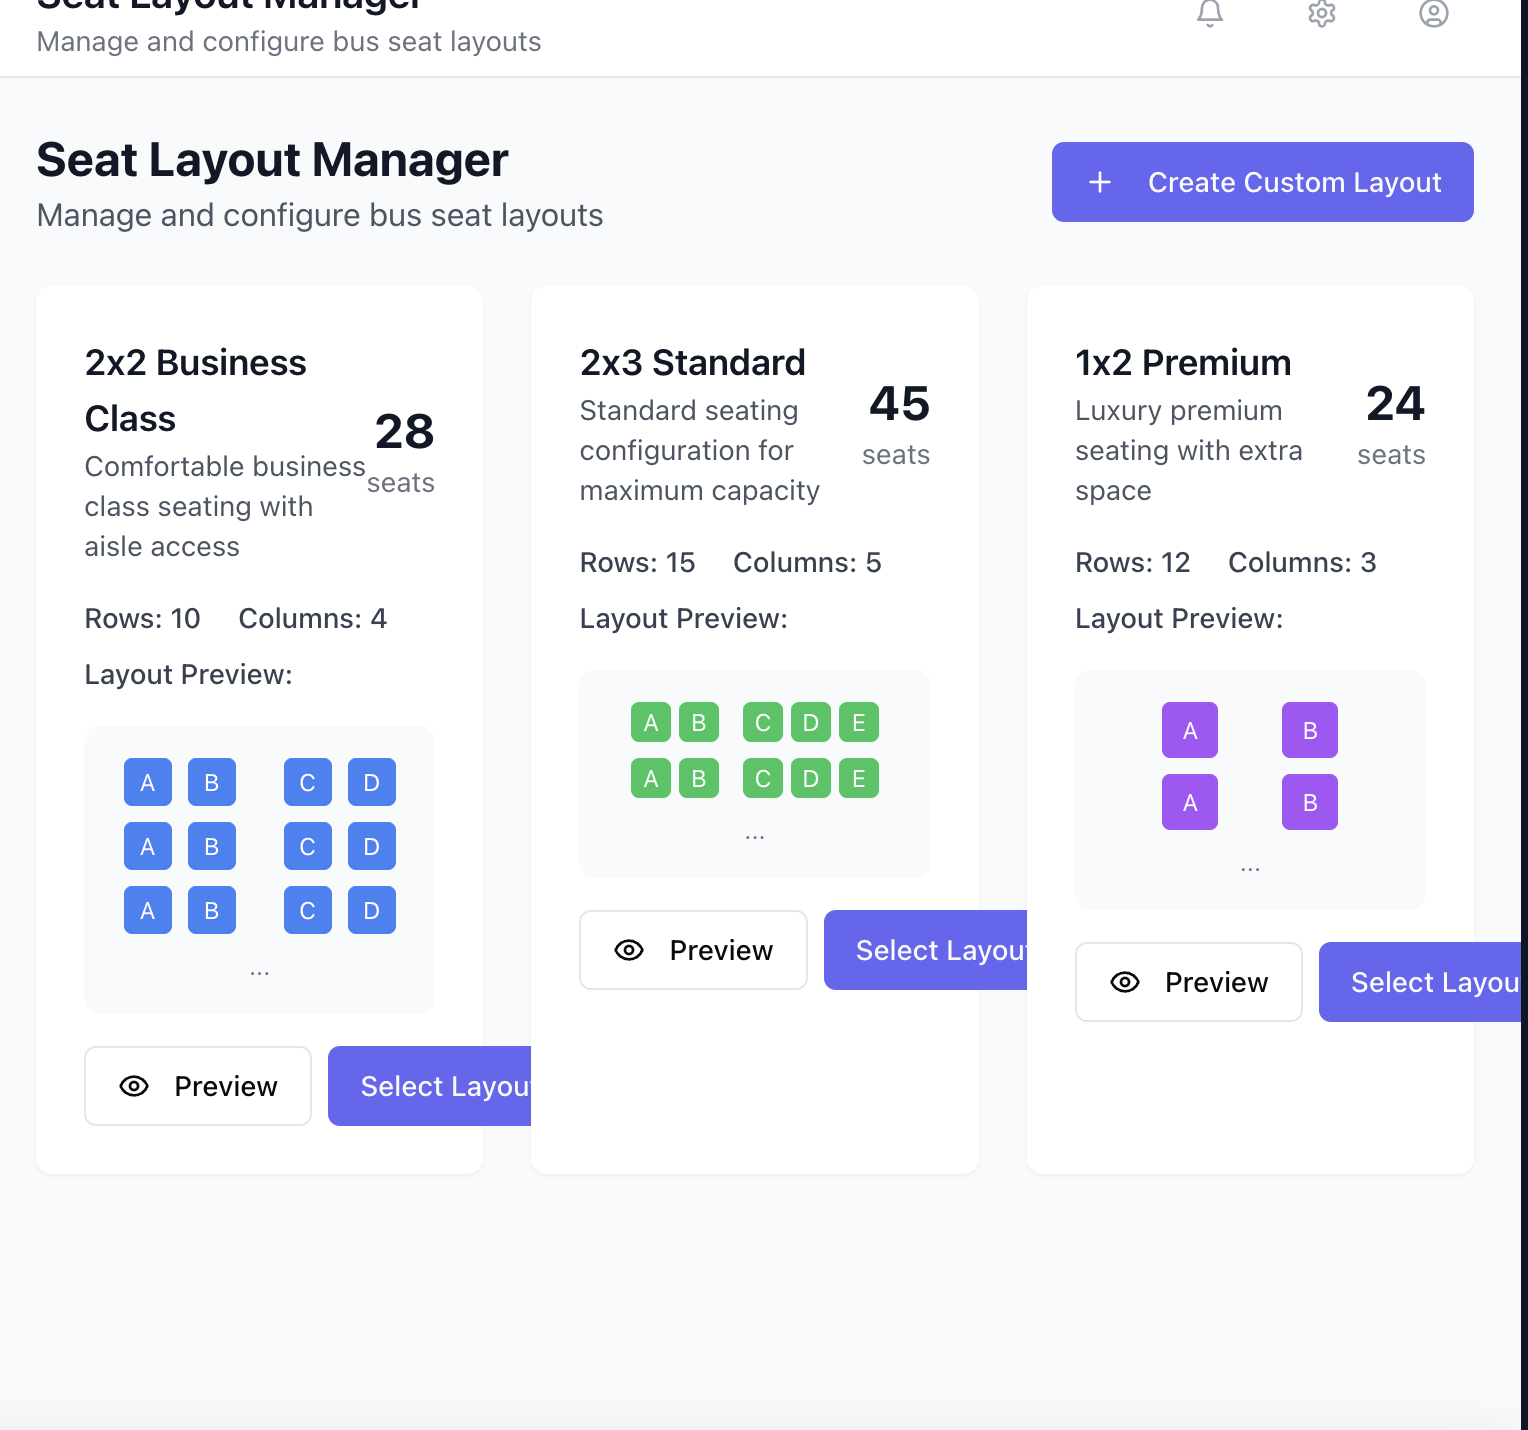 Seat Layout Manager
Manage and configure bus seat layouts
Seat Layout Manager
Manage and configure bus seat layouts
+ Create Custom Layout
2x2 Business
Class
28
seats
Comfortable business
class seating with
aisle access
Rows: 10 Columns: 4
Layout Preview:
A B C D
A B C D
A B C D
...
Preview
Select Layout
2x3 Standard
45
seats
Standard seating
configuration for
maximum capacity
Rows: 15 Columns: 5
Layout Preview:
A B C D E
A B C D E
...
Preview
Select Layout
1x2 Premium
24
seats
Luxury premium
seating with extra
space
Rows: 12 Columns: 3
Layout Preview:
A B
A B
...
Preview
Select Layou